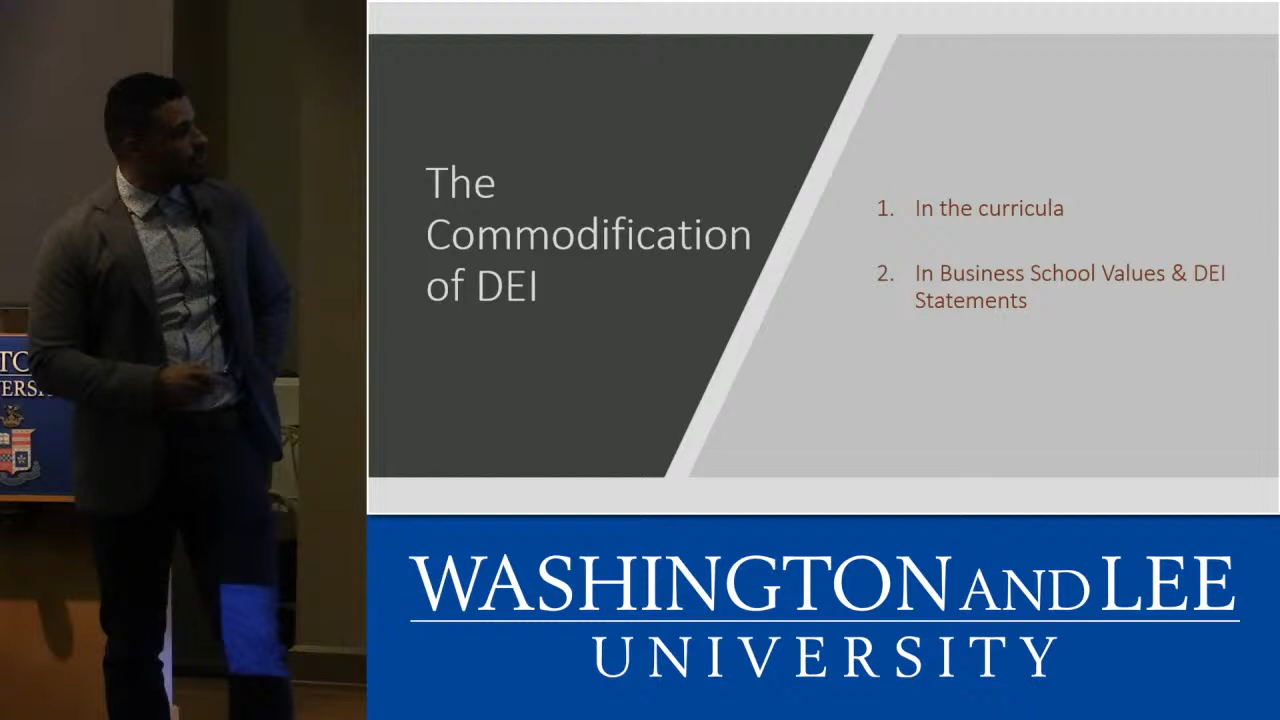 The
Commodification
of DEI
1. In the curricula
2. In Business School Values & DEI
Statements
WASHINGTON AND LEE
UNIVERSITY